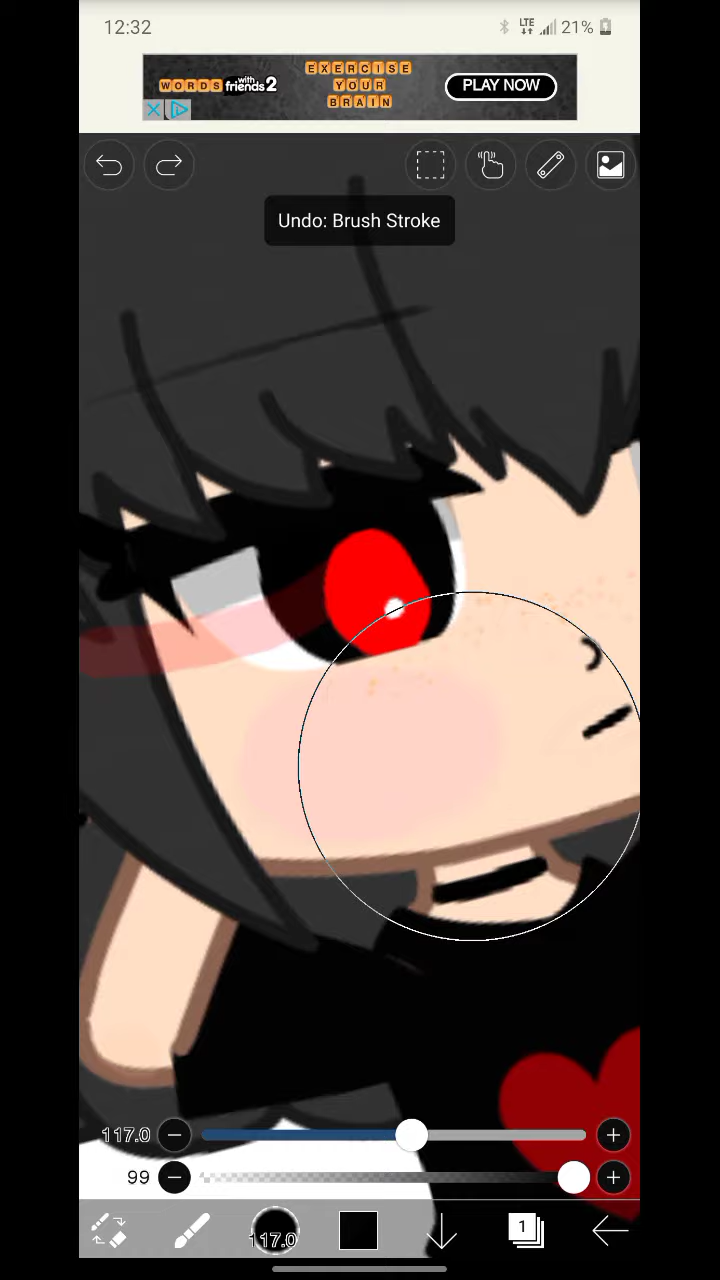 12:32
LTE
21%
WORDS with friends 2
EXERCISE
YOUR
BRAIN
PLAY NOW
Undo: Brush Stroke
117.0
99
117.0
1